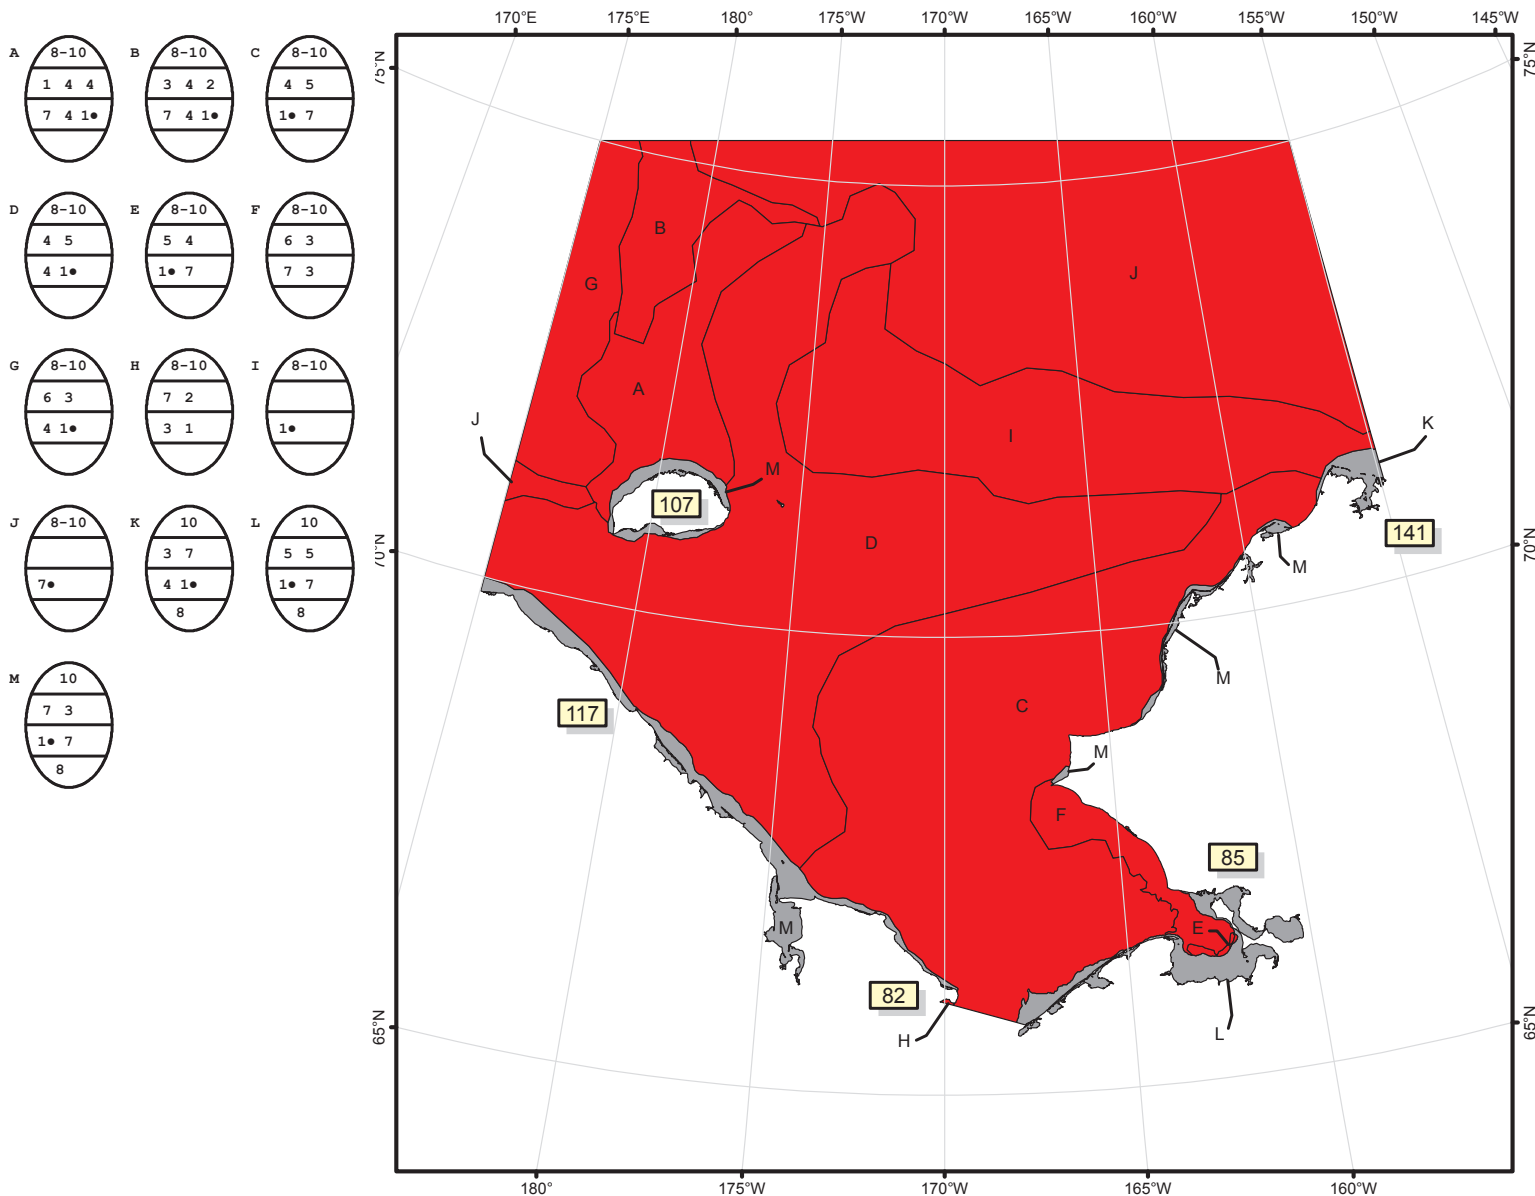 170°E 175°E 180° 175°W 170°W 165°W 160°W 155°W 150°W 145°W
75°N 75°N
A 8-10 B 8-10 C 8-10
1 4 4 3 4 2 4 5
7 4 1● 7 4 1● 1● 7
D 8-10 E 8-10 F 8-10
4 5 5 4 6 3
4 1● 1● 7 7 3
G 8-10 H 8-10 I 8-10
6 3 7 2
4 1● 3 1 1●
J 8-10 K 10 L 10
3 7 5 5
7● 4 1● 1● 7
8 8
M 10
7 3
1● 7
8
B
J
G
A
J
K
I
M
107
141
D
70°N 70°N
M
M
117
C
M
F
85
M
E
82
65°N 65°N
H
L
180° 175°W 170°W 165°W 160°W